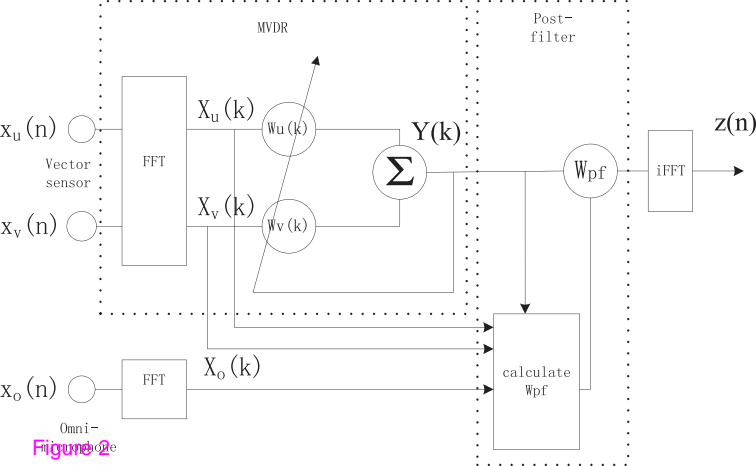 MVDR
Post-
filter
xu(n)
Vector
sensor
xv(n)
FFT
Xu(k)
Wu(k)
Y(k)
Σ
Xv(k)
Wv(k)
Wpf
iFFT
z(n)
xo(n)
FFT
Xo(k)
calculate
Wpf
Omni-
microphone
Figure 2